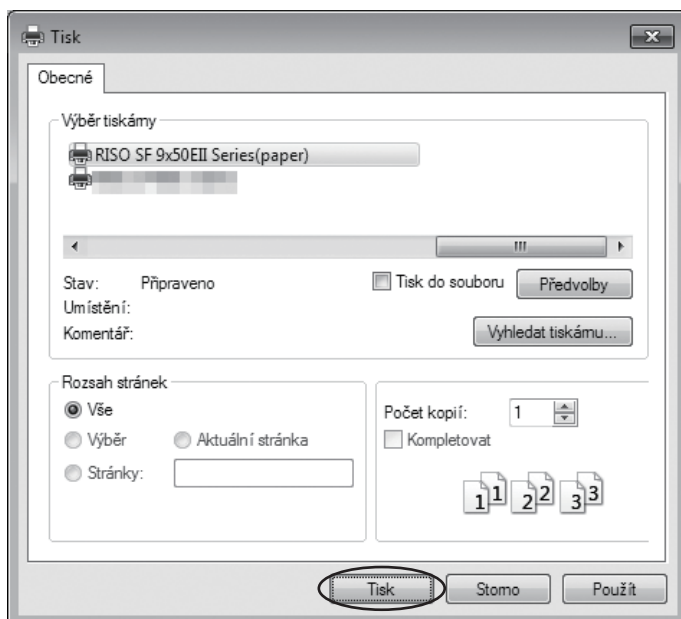 Tisk
Obecné
Výběr tiskárny
RISO SF 9x50EII Series(paper)
Stav: Připraveno
Tisk do souboru
Předvolby
Umístění:
Komentář:
Vyhledat tiskárnu...
Rozsah stránek
Vše
Výběr
Aktuální stránka
Stránky:
Počet kopií: 1
Kompletovat
1 1 2 2 3 3
Tisk
Storno
Použít